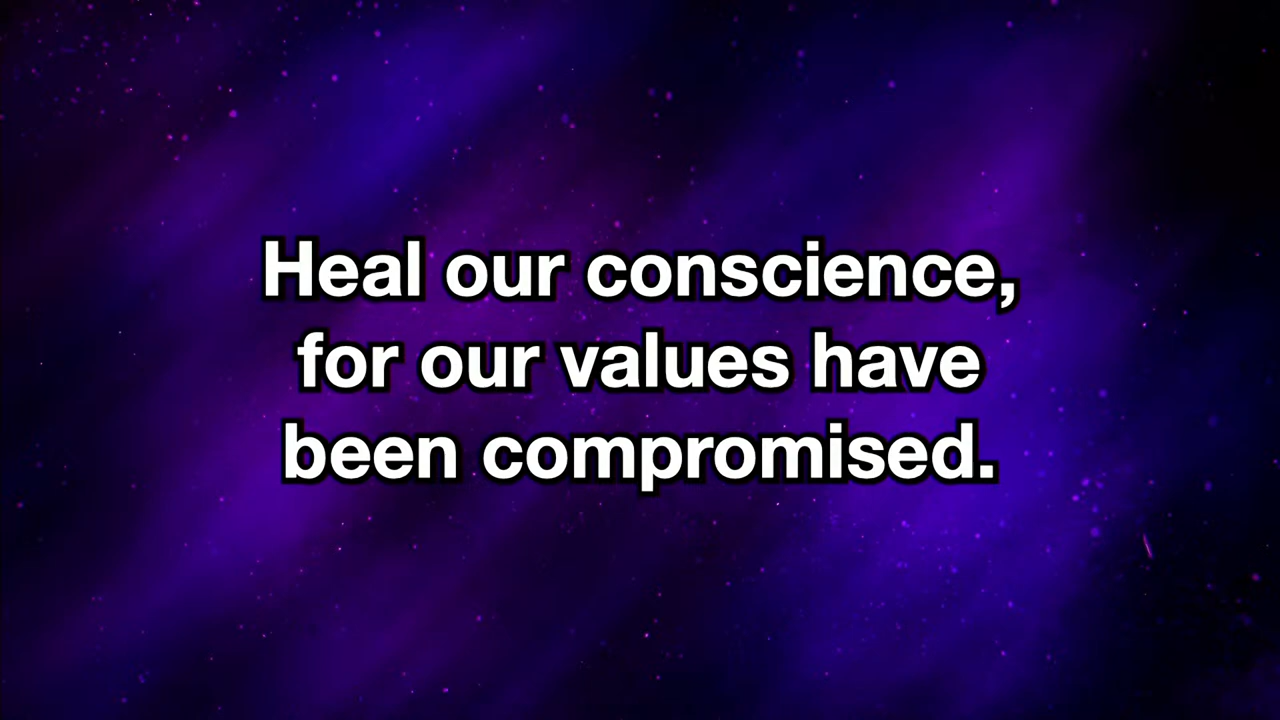 Heal our conscience,
for our values have
been compromised.